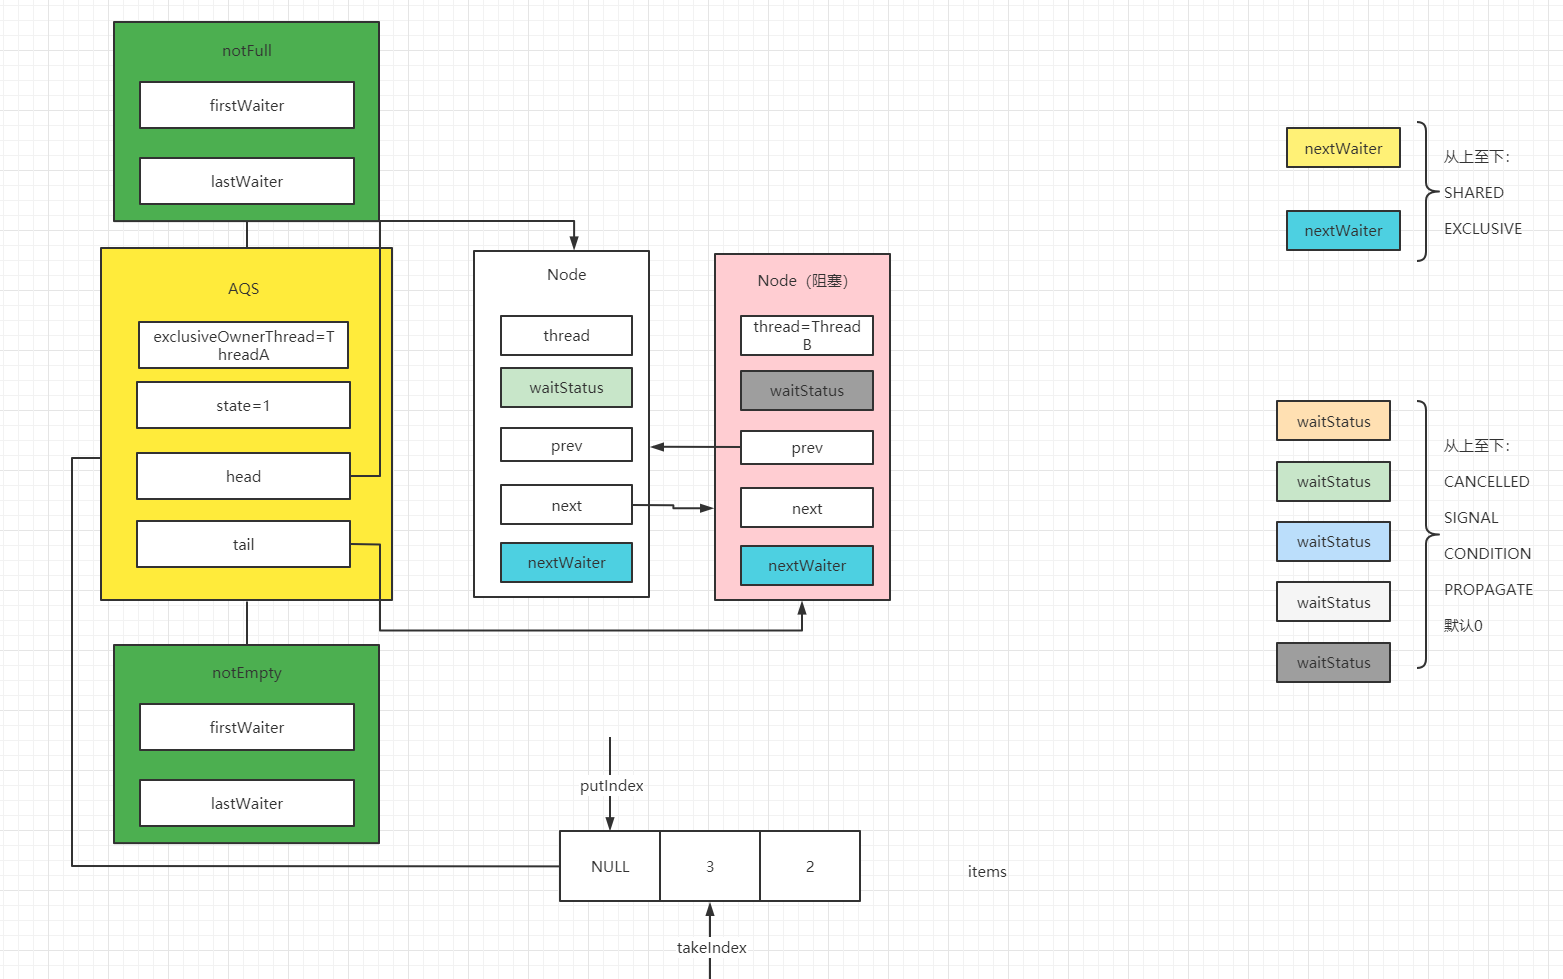 notFull
firstWaiter
lastWaiter
AQS
exclusiveOwnerThread=T
hreadA
state=1
head
tail
notEmpty
firstWaiter
lastWaiter
Node
thread
waitStatus
prev
next
nextWaiter
Node（阻塞）
thread=Thread
B
waitStatus
prev
next
nextWaiter
putIndex
NULL
3
2
items
takeIndex
nextWaiter
nextWaiter
从上至下：
SHARED
EXCLUSIVE
waitStatus
waitStatus
waitStatus
waitStatus
waitStatus
从上至下：
CANCELLED
SIGNAL
CONDITION
PROPAGATE
默认0